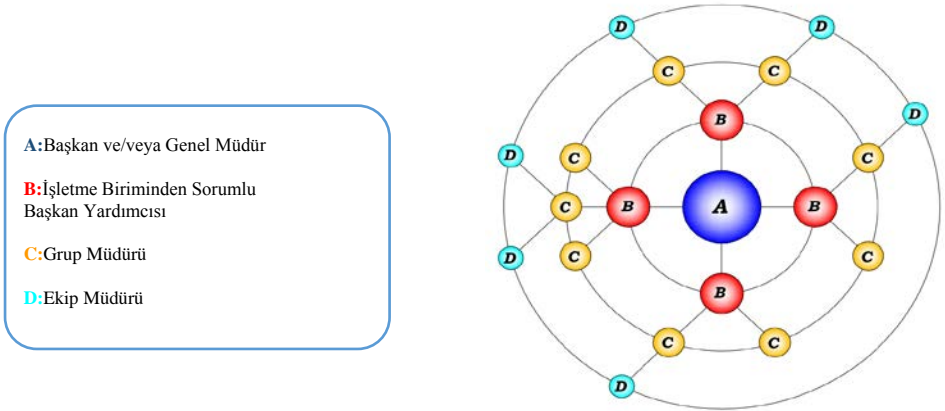 A:Başkan ve/veya Genel Müdür
B:İşletme Biriminden Sorumlu
Başkan Yardımcısı
C:Grup Müdürü
D:Ekip Müdürü
D
D
C
C
D
B
D
C
C
C
B
A
B
D
C
C
B
C
C
D